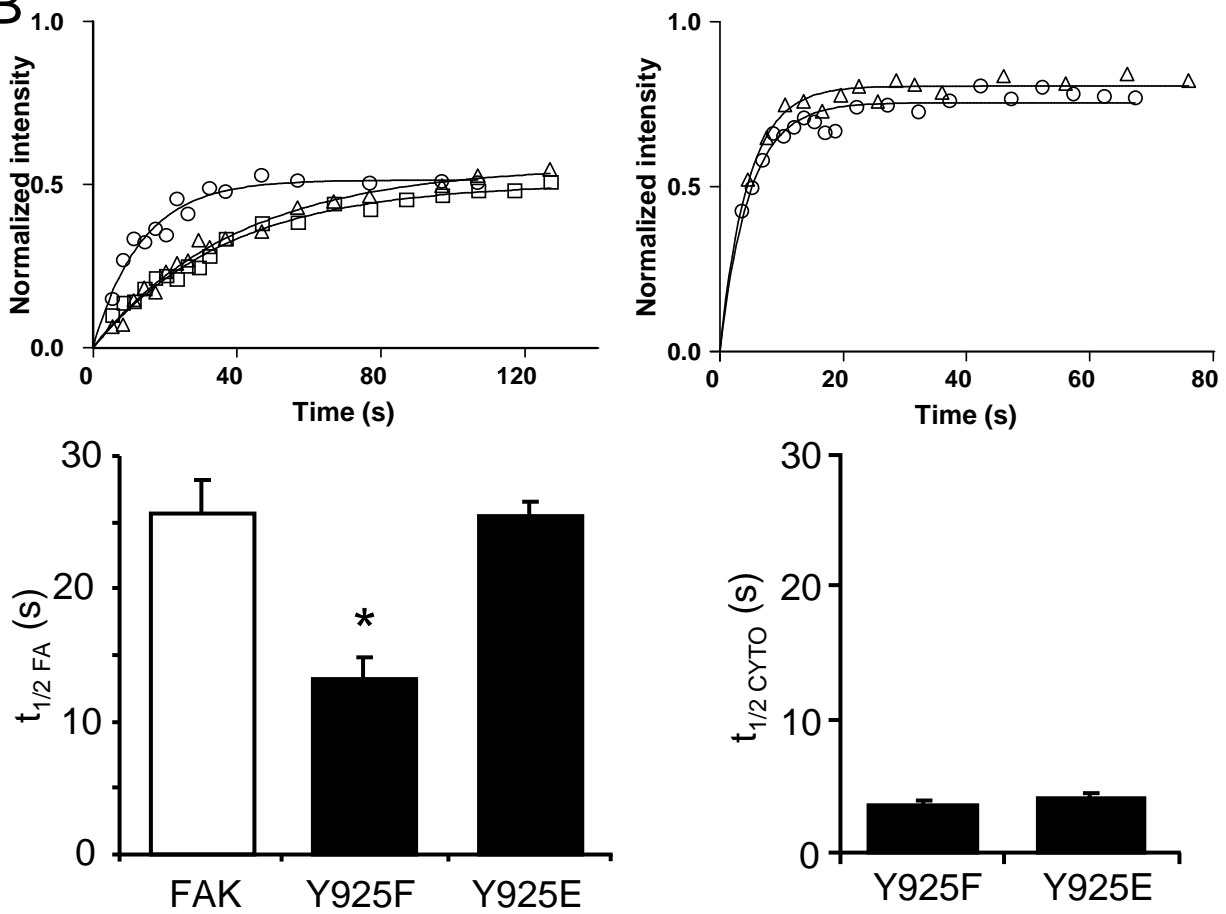 B
1.0
0.5
0.0
Normalized intensity
0 40 80 120
Time (s)
1.0
0.5
0.0
Normalized intensity
0 20 40 60 80
Time (s)
30
20
10
0
t1/2 FA (s)
*
FAK Y925F Y925E
30
20
10
0
t1/2 CYTO (s)
Y925F Y925E